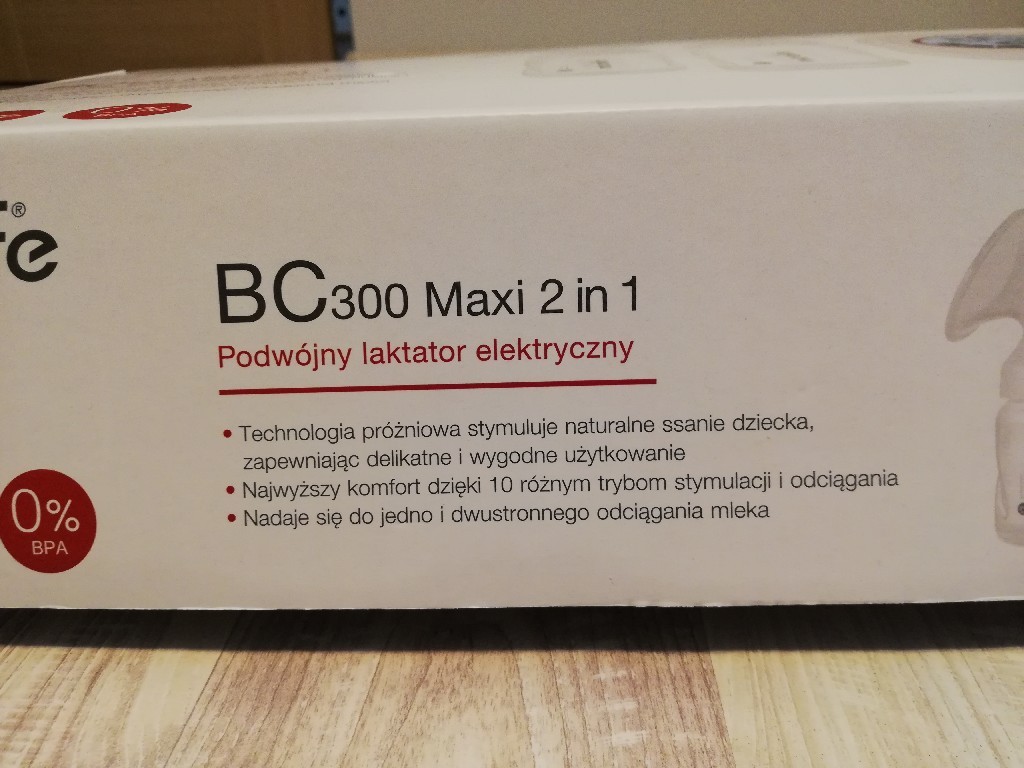 fe®
BC300 Maxi 2 in 1
Podwójny laktator elektryczny
• Technologia próżniowa stymuluje naturalne ssanie dziecka,
zapewniając delikatne i wygodne użytkowanie
• Najwyższy komfort dzięki 10 różnym trybom stymulacji i odciągania
• Nadaje się do jedno i dwustronnego odciągania mleka
0%
BPA